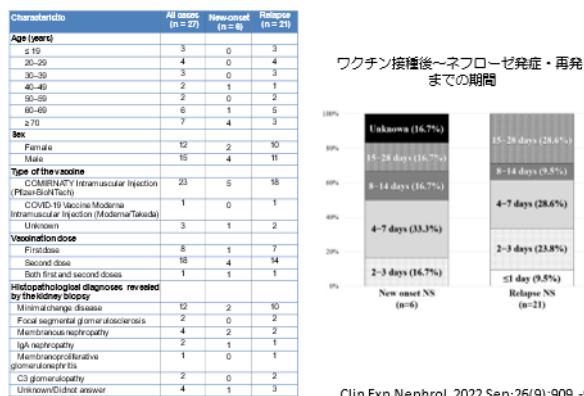 Characteristic All cases (n = 27) New-onset (n = 6) Relapse (n = 21)
Age (years)
≤ 19 3 0 3
20–29 4 0 4
30–39 3 0 3
40–49 2 1 1
50–59 2 0 2
60–69 6 1 5
≥ 70 7 4 3
Sex
Female 12 2 10
Male 15 4 11
Type of the vaccine
COMIRNATY Intramuscular Injection (Pfizer-BioNTech) 23 5 18
COVID-19 Vaccine Moderna Intramuscular Injection (Moderna/Takeda) 1 0 1
Unknown 3 1 2
Vaccination dose
First dose 8 1 7
Second dose 18 4 14
Both first and second doses 1 1 1
Histopathological diagnoses revealed by the kidney biopsy
Minimal change disease 12 2 10
Focal segmental glomerulosclerosis 2 0 2
Membranous nephropathy 4 2 2
IgA nephropathy 2 1 1
Membranoproliferative glomerulonephritis 1 0 1
C3 glomerulopathy 2 0 2
Unknown/Did not answer 4 1 3
ワクチン接種後~ネフローゼ発症・再発
までの期間
100%
80%
60%
40%
20%
0%
Unknown (16.7%)
15–28 days (16.7%)
8–14 days (16.7%)
4–7 days (33.3%)
2–3 days (16.7%)
New onset NS
(n=6)
15–28 days (28.6%)
8–14 days (9.5%)
4–7 days (28.6%)
2–3 days (23.8%)
≤1 day (9.5%)
Relapse NS
(n=21)
Clin Exp Nephrol. 2022 Sep;26(9):909